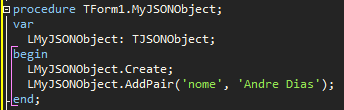 procedure TForm1.MyJSONObject;
var
  LMyJSONObject: TJSONObject;
begin
  LMyJSONObject.Create;
  LMyJSONObject.AddPair('nome', 'Andre Dias');
end;